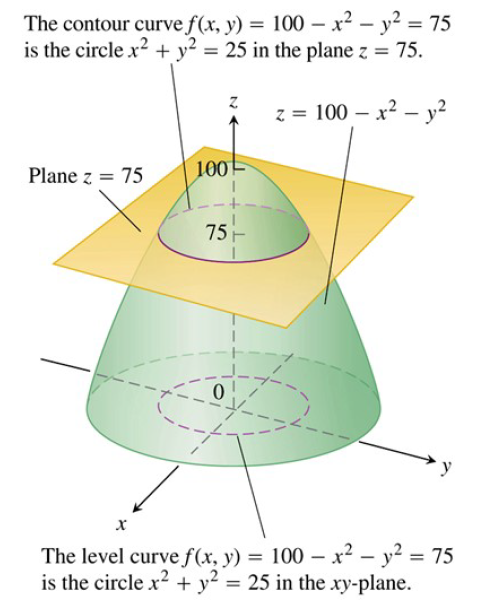 The contour curve f(x, y) = 100 − x² − y² = 75
is the circle x² + y² = 25 in the plane z = 75.
z
z = 100 − x² − y²
100
Plane z = 75
75
0
y
x
The level curve f(x, y) = 100 − x² − y² = 75
is the circle x² + y² = 25 in the xy-plane.